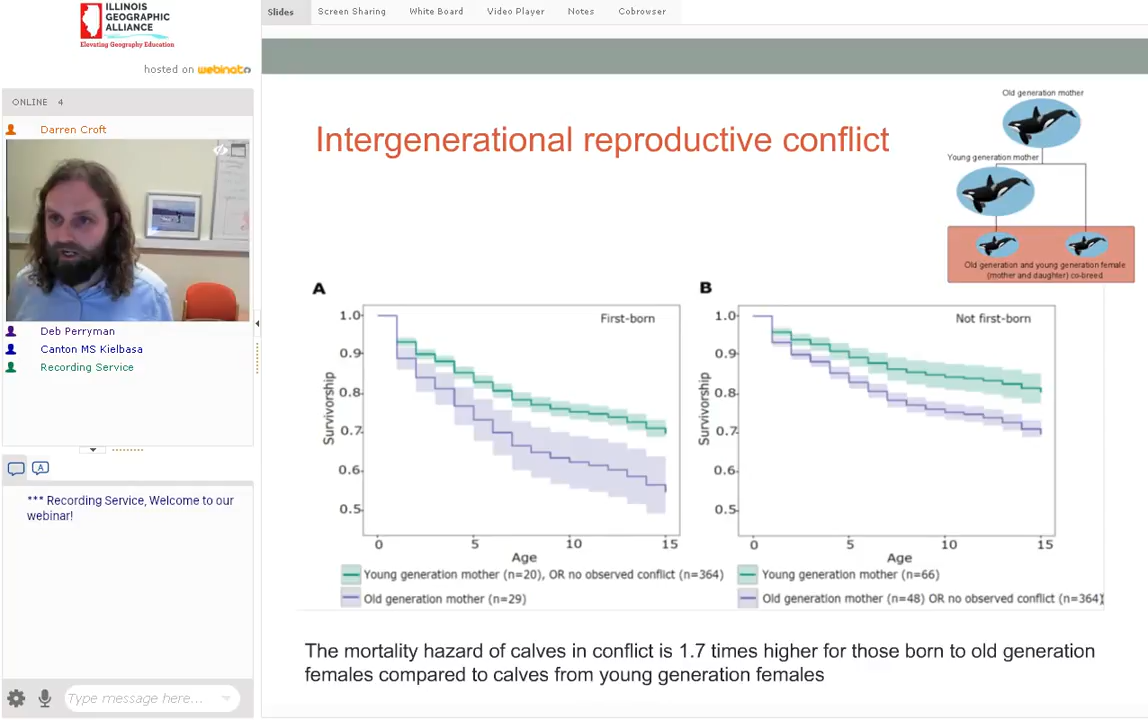 ILLINOIS
GEOGRAPHIC
ALLIANCE
Elevating Geography Education
hosted on webinato
ONLINE 4
Darren Croft
Deb Perryman
Canton MS Kielbasa
Recording Service
*** Recording Service, Welcome to our
webinar!
Type message here...
Slides Screen Sharing White Board Video Player Notes Cobrowser
Intergenerational reproductive conflict
Old generation mother
Young generation mother
Old generation and young generation female
(mother and daughter) co-breed
A
First-born
Survivorship
1.0
0.9
0.8
0.7
0.6
0.5
0 5 10 15
Age
Young generation mother (n=20), OR no observed conflict (n=364)
Old generation mother (n=29)
B
Not first-born
Survivorship
1.0
0.9
0.8
0.7
0.6
0.5
0 5 10 15
Age
Young generation mother (n=66)
Old generation mother (n=48) OR no observed conflict (n=364)
The mortality hazard of calves in conflict is 1.7 times higher for those born to old generation
females compared to calves from young generation females